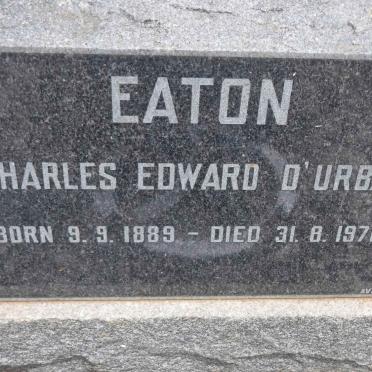 EATON
HARLES EDWARD D'URB
BORN 9. 9. 1889 - DIED 31. 8. 197